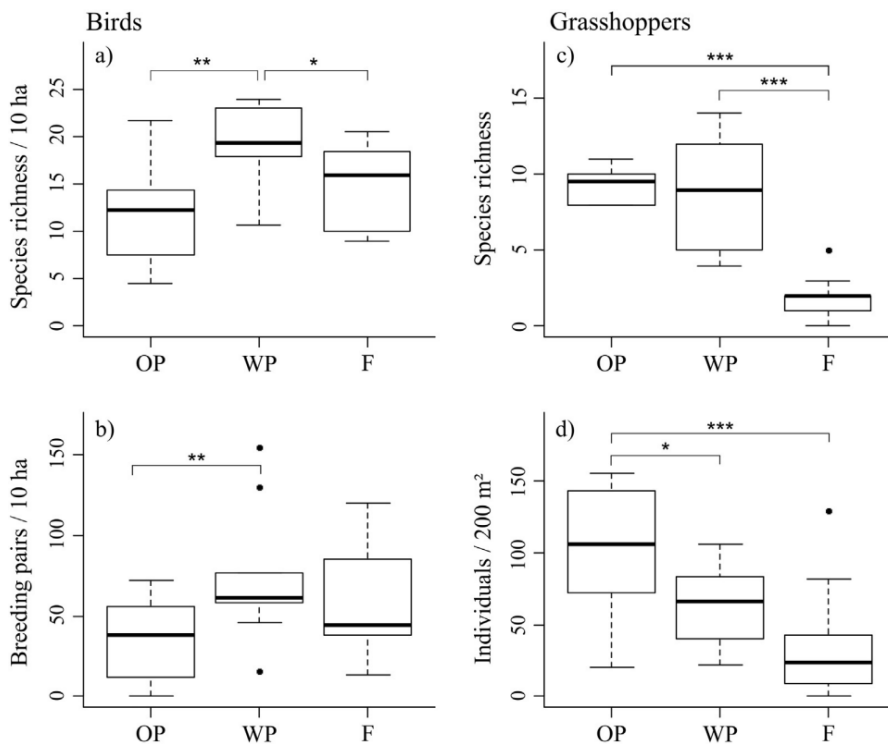 Birds
a)
Species richness / 10 ha
0
5
10
15
20
25
**
*
OP
WP
F
Grasshoppers
c)
Species richness
0
5
10
15
***
***
OP
WP
F
b)
Breeding pairs / 10 ha
0
50
100
150
**
OP
WP
F
d)
Individuals / 200 m²
0
50
100
150
***
*
OP
WP
F